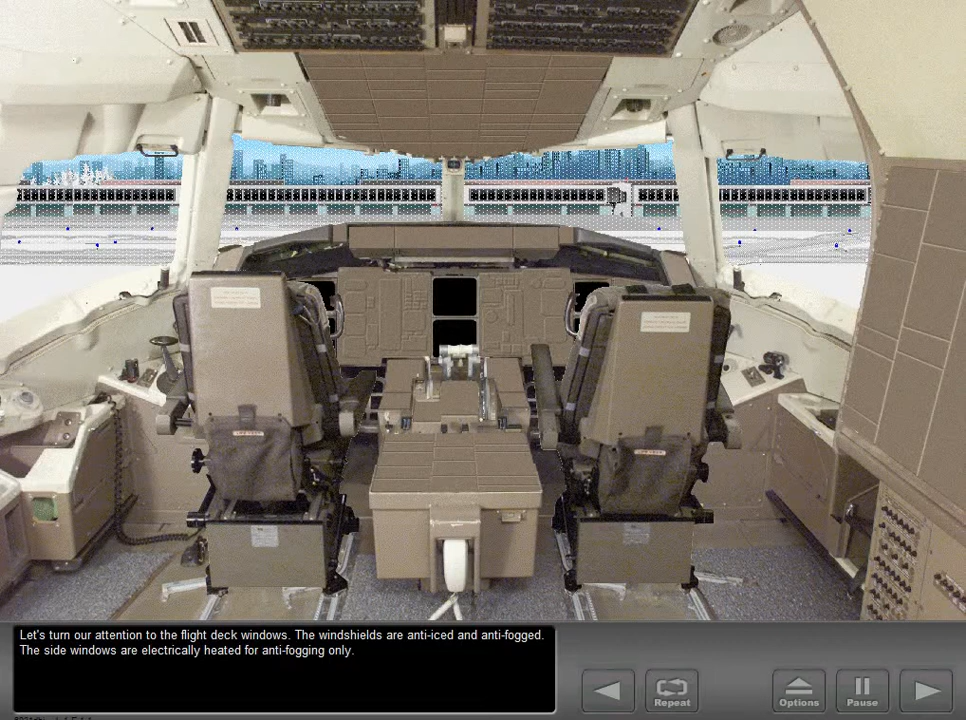 Let's turn our attention to the flight deck windows. The windshields are anti-iced and anti-fogged.
The side windows are electrically heated for anti-fogging only.
Repeat
Options
Pause